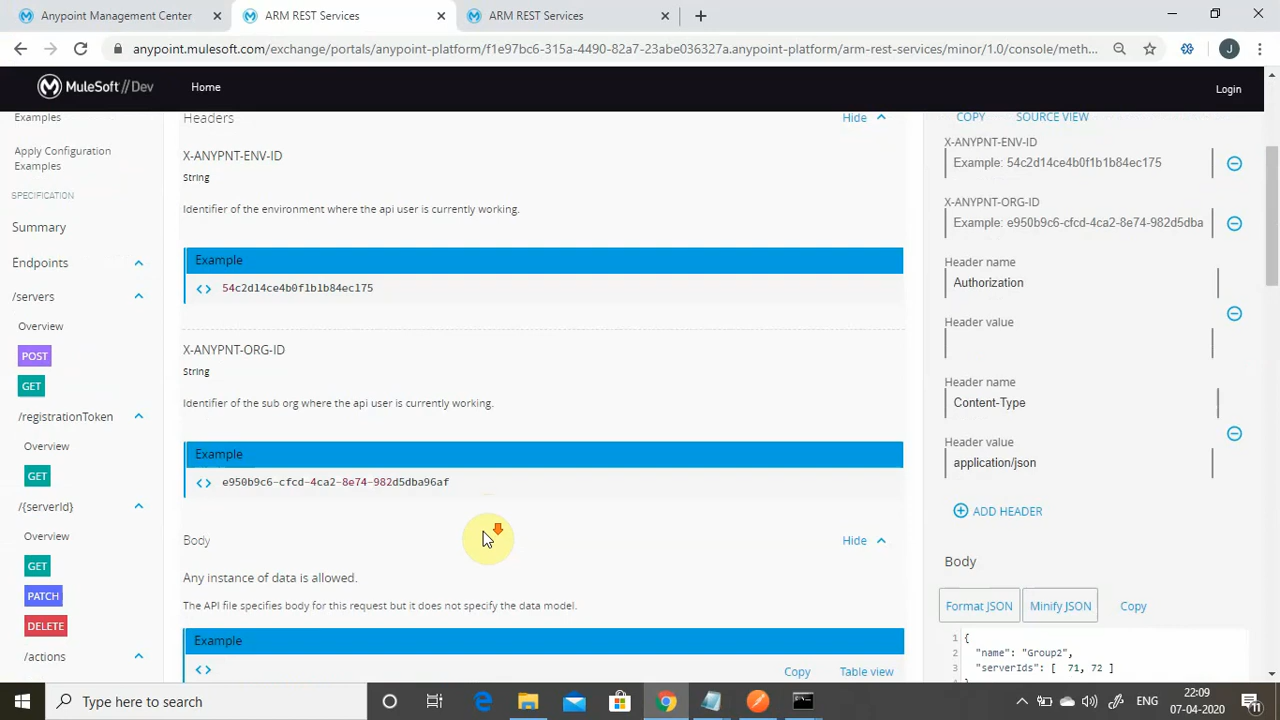 Anypoint Management Center
ARM REST Services
ARM REST Services
anypoint.mulesoft.com/exchange/portals/anypoint-platform/f1e97bc6-315a-4490-82a7-23abe036327a.anypoint-platform/arm-rest-services/minor/1.0/console/meth...
J
MuleSoft//Dev
Home
Login
Examples
Apply Configuration
Examples
SPECIFICATION
Summary
Endpoints
/servers
Overview
POST
GET
/registrationToken
Overview
GET
/{serverId}
Overview
GET
PATCH
DELETE
/actions
Headers
Hide
X-ANYPNT-ENV-ID
String
Identifier of the environment where the api user is currently working.
Example
54c2d14ce4b0f1b1b84ec175
X-ANYPNT-ORG-ID
String
Identifier of the sub org where the api user is currently working.
Example
e950b9c6-cfcd-4ca2-8e74-982d5dba96af
Body
Hide
Any instance of data is allowed.
The API file specifies body for this request but it does not specify the data model.
Example
Copy
Table view
COPY
SOURCE VIEW
X-ANYPNT-ENV-ID
Example: 54c2d14ce4b0f1b1b84ec175
X-ANYPNT-ORG-ID
Example: e950b9c6-cfcd-4ca2-8e74-982d5dba
Header name
Authorization
Header value
Header name
Content-Type
Header value
application/json
ADD HEADER
Body
Format JSON
Minify JSON
Copy
1 {
2 "name": "Group2",
3 "serverIds": [ 71, 72 ]
Type here to search
ENG
22:09
07-04-2020
11